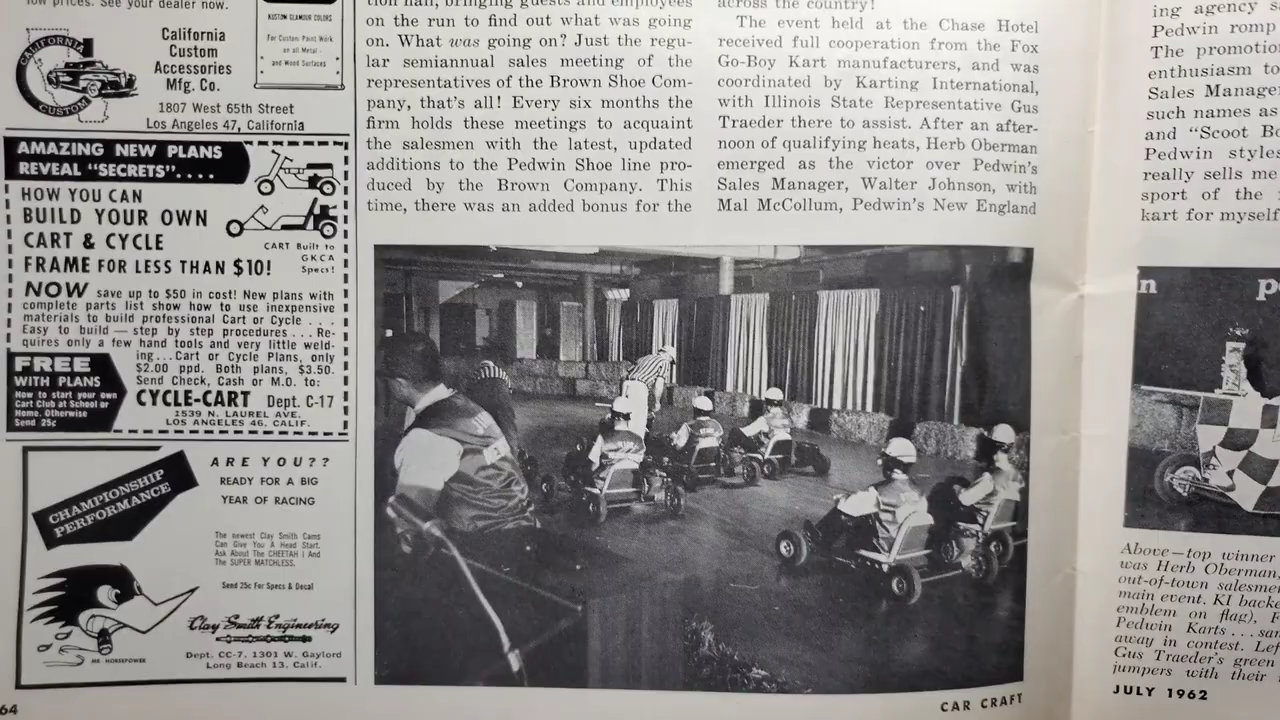 low prices. See your dealer now.
CALIFORNIA
CUSTOM
California
Custom
Accessories
Mfg. Co.
1807 West 65th Street
Los Angeles 47, California
KUSTOM GLAMOUR COLORS
For Custom Paint Work
on all Metal
and Wood Surfaces
AMAZING NEW PLANS
REVEAL “SECRETS”....
HOW YOU CAN
BUILD YOUR OWN
CART & CYCLE
FRAME FOR LESS THAN $10!
CART Built to
GKCA
Specs!
NOW save up to $50 in cost! New plans with
complete parts list show how to use inexpensive
materials to build professional Cart or Cycle . . .
Easy to build — step by step procedures . . . Re-
quires only a few hand tools and very little weld-
ing...Cart or Cycle Plans, only
$2.00 ppd. Both plans, $3.50.
Send Check, Cash or M.O. to:
FREE
WITH PLANS
How to start your own
Cart Club at School or
Home. Otherwise
Send 25c
CYCLE-CART Dept. C-17
1539 N. LAUREL AVE.
LOS ANGELES 46, CALIF.
CHAMPIONSHIP
PERFORMANCE
ARE YOU??
READY FOR A BIG
YEAR OF RACING
The newest Clay Smith Cams
Can Give You A Head Start.
Ask About The CHEETAH I And
The SUPER MATCHLESS.
Send 25c For Specs & Decal
Clay Smith Engineering
MR. HORSEPOWER
Dept. CC-7, 1301 W. Gaylord
Long Beach 13, Calif.
64
tion hall, bringing guests and employees
on the run to find out what was going
on. What was going on? Just the regu-
lar semiannual sales meeting of the
representatives of the Brown Shoe Com-
pany, that's all! Every six months the
firm holds these meetings to acquaint
the salesmen with the latest, updated
additions to the Pedwin Shoe line pro-
duced by the Brown Company. This
time, there was an added bonus for the
across the country!
The event held at the Chase Hotel
received full cooperation from the Fox
Go-Boy Kart manufacturers, and was
coordinated by Karting International,
with Illinois State Representative Gus
Traeder there to assist. After an after-
noon of qualifying heats, Herb Oberman
emerged as the victor over Pedwin's
Sales Manager, Walter Johnson, with
Mal McCollum, Pedwin's New England
CAR CRAFT
ing agency
Pedwin romp
The promotio
enthusiasm to
Sales Manager
such names as
and “Scoot
Pedwin styles
really sells me
sport of the
kart for myself
n p
Above—top winner
was Herb Oberman,
out-of-town salesme
main event. KI back
emblem on flag),
Pedwin Karts . . .
away in contest. Lef
Gus Traeder's green
jumpers with their
JULY 1962